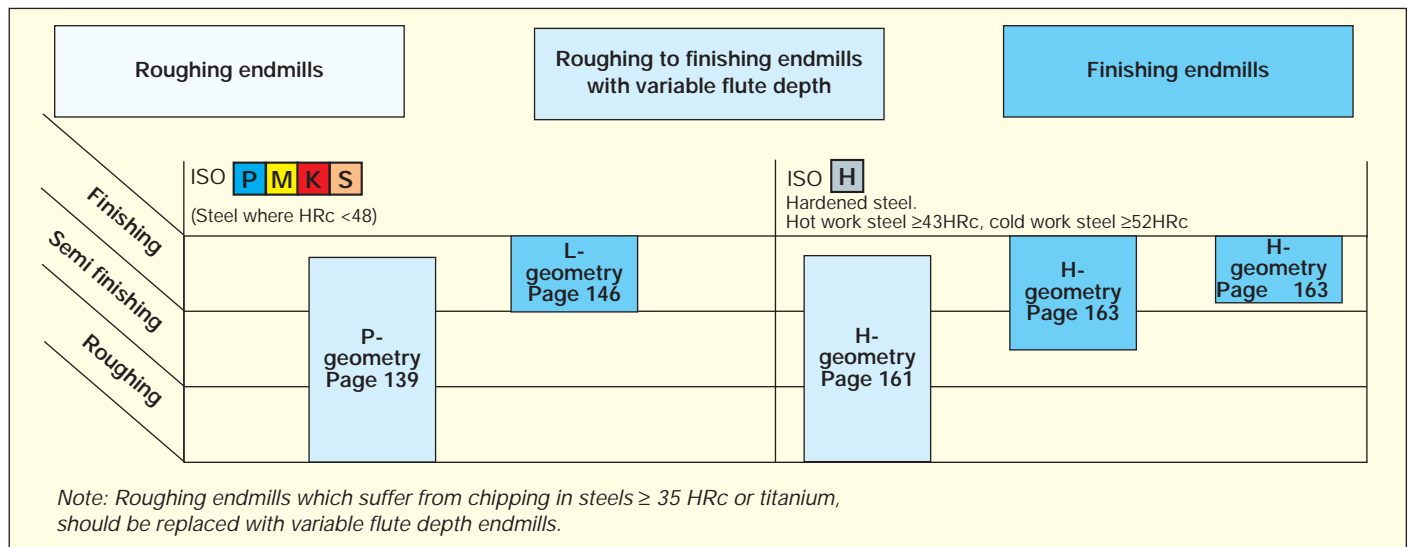 Roughing endmills
Roughing to finishing endmills
with variable flute depth
Finishing endmills
Finishing
Semi finishing
Roughing
ISO P M K S
(Steel where HRc <48)
L-
geometry
Page 146
P-
geometry
Page 139
ISO H
Hardened steel.
Hot work steel ≥43HRc, cold work steel ≥52HRc
H-
geometry
Page 161
H-
geometry
Page 163
H-
geometry
Page 163
Note: Roughing endmills which suffer from chipping in steels ≥ 35 HRc or titanium,
should be replaced with variable flute depth endmills.